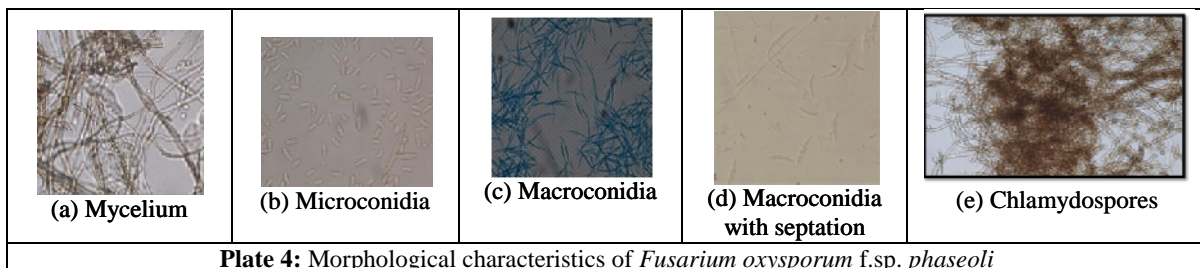 (a) Mycelium
(b) Microconidia
(c) Macroconidia
(d) Macroconidia
with septation
(e) Chlamydospores
Plate 4: Morphological characteristics of Fusarium oxysporum f.sp. phaseoli